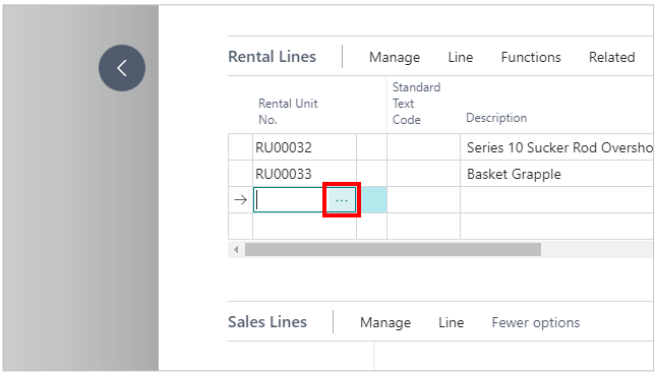 Rental Lines Manage Line Functions Related
Standard
Rental Unit Text
No. Code Description
RU00032 Series 10 Sucker Rod Oversho
RU00033 Basket Grapple
Sales Lines Manage Line Fewer options